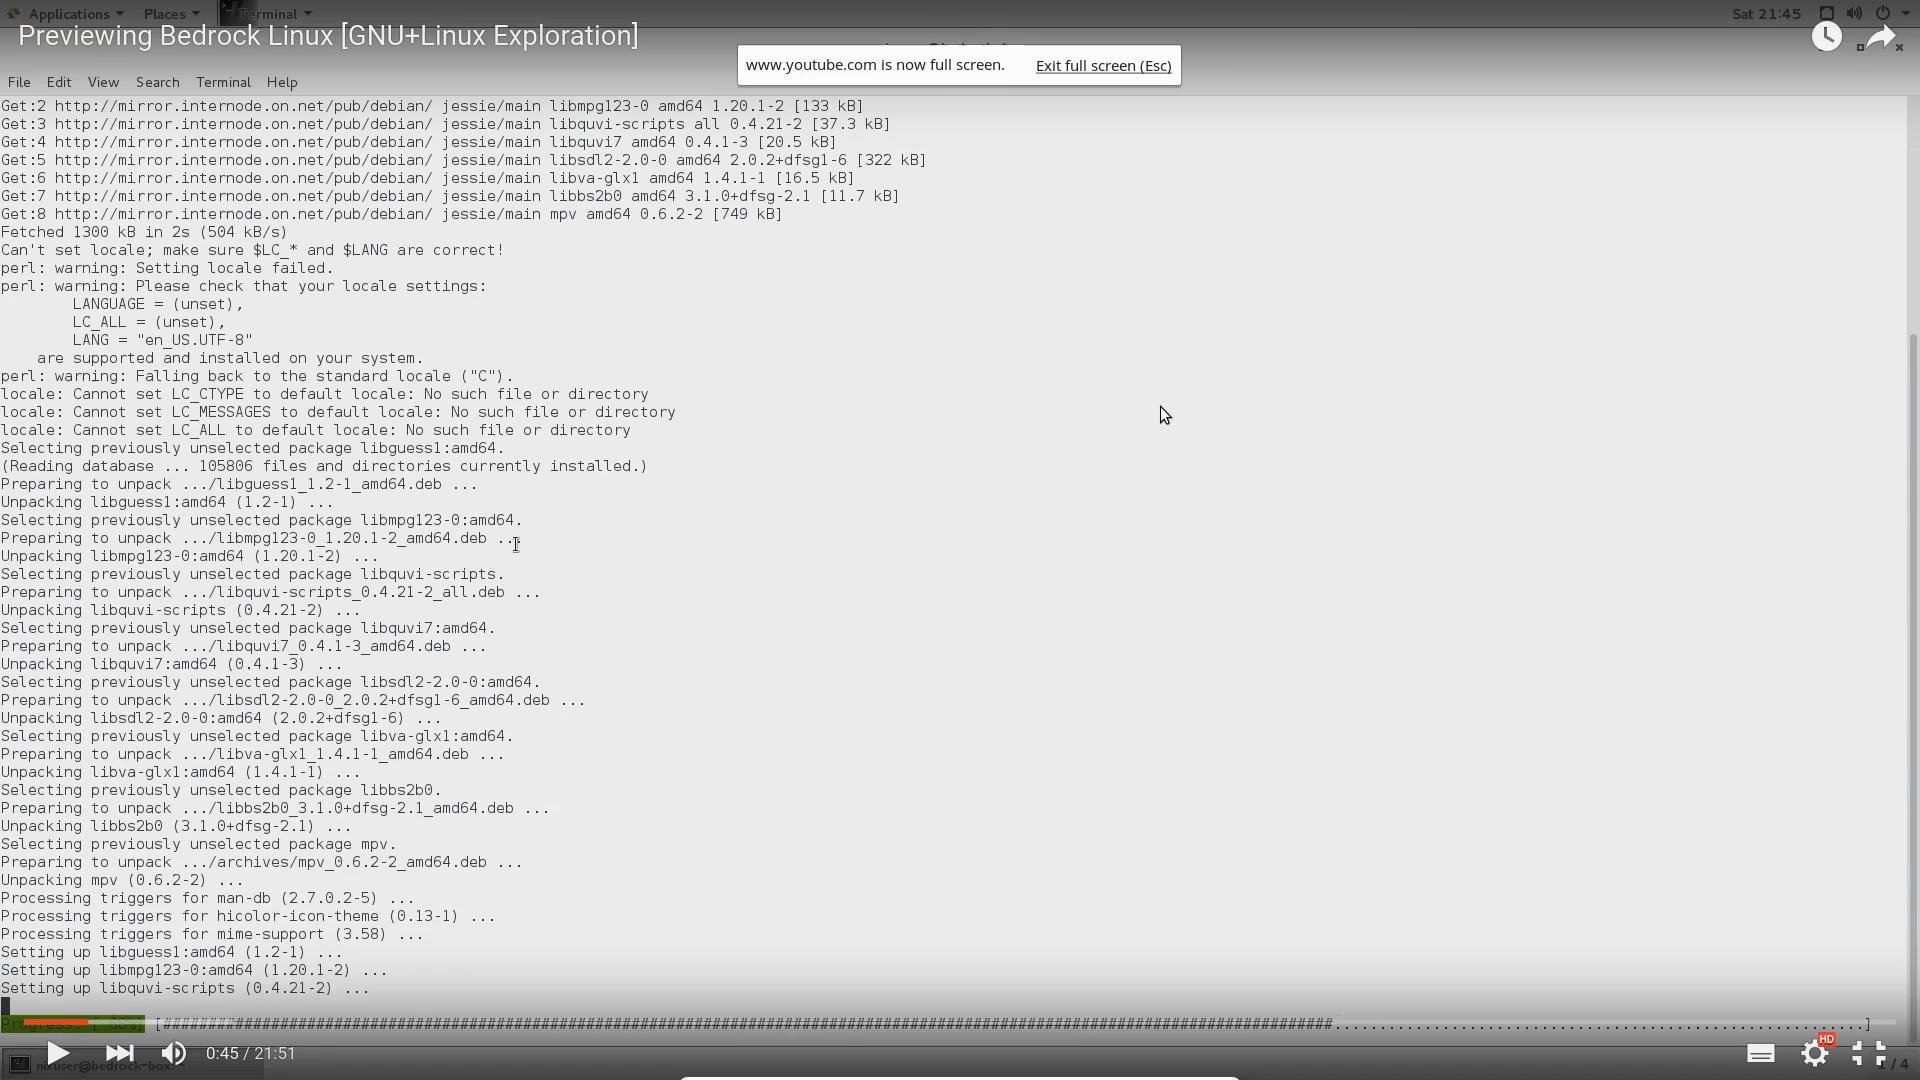 Applications Places Terminal Sat 21:45
Previewing Bedrock Linux [GNU+Linux Exploration]
www.youtube.com is now full screen. Exit full screen (Esc)
File Edit View Search Terminal Help
Get:2 http://mirror.internode.on.net/pub/debian/ jessie/main libmpg123-0 amd64 1.20.1-2 [133 kB]
Get:3 http://mirror.internode.on.net/pub/debian/ jessie/main libquvi-scripts all 0.4.21-2 [37.3 kB]
Get:4 http://mirror.internode.on.net/pub/debian/ jessie/main libquvi7 amd64 0.4.1-3 [20.5 kB]
Get:5 http://mirror.internode.on.net/pub/debian/ jessie/main libsdl2-2.0-0 amd64 2.0.2+dfsg1-6 [322 kB]
Get:6 http://mirror.internode.on.net/pub/debian/ jessie/main libva-glx1 amd64 1.4.1-1 [16.5 kB]
Get:7 http://mirror.internode.on.net/pub/debian/ jessie/main libbs2b0 amd64 3.1.0+dfsg-2.1 [11.7 kB]
Get:8 http://mirror.internode.on.net/pub/debian/ jessie/main mpv amd64 0.6.2-2 [749 kB]
Fetched 1300 kB in 2s (504 kB/s)
Can't set locale; make sure $LC_* and $LANG are correct!
perl: warning: Setting locale failed.
perl: warning: Please check that your locale settings:
LANGUAGE = (unset),
LC_ALL = (unset),
LANG = "en_US.UTF-8"
are supported and installed on your system.
perl: warning: Falling back to the standard locale ("C").
locale: Cannot set LC_CTYPE to default locale: No such file or directory
locale: Cannot set LC_MESSAGES to default locale: No such file or directory
locale: Cannot set LC_ALL to default locale: No such file or directory
Selecting previously unselected package libguess1:amd64.
(Reading database ... 105806 files and directories currently installed.)
Preparing to unpack .../libguess1_1.2-1_amd64.deb ...
Unpacking libguess1:amd64 (1.2-1) ...
Selecting previously unselected package libmpg123-0:amd64.
Preparing to unpack .../libmpg123-0_1.20.1-2_amd64.deb ...
Unpacking libmpg123-0:amd64 (1.20.1-2) ...
Selecting previously unselected package libquvi-scripts.
Preparing to unpack .../libquvi-scripts_0.4.21-2_all.deb ...
Unpacking libquvi-scripts (0.4.21-2) ...
Selecting previously unselected package libquvi7:amd64.
Preparing to unpack .../libquvi7_0.4.1-3_amd64.deb ...
Unpacking libquvi7:amd64 (0.4.1-3) ...
Selecting previously unselected package libsdl2-2.0-0:amd64.
Preparing to unpack .../libsdl2-2.0-0_2.0.2+dfsg1-6_amd64.deb ...
Unpacking libsdl2-2.0-0:amd64 (2.0.2+dfsg1-6) ...
Selecting previously unselected package libva-glx1:amd64.
Preparing to unpack .../libva-glx1_1.4.1-1_amd64.deb ...
Unpacking libva-glx1:amd64 (1.4.1-1) ...
Selecting previously unselected package libbs2b0.
Preparing to unpack .../libbs2b0_3.1.0+dfsg-2.1_amd64.deb ...
Unpacking libbs2b0 (3.1.0+dfsg-2.1) ...
Selecting previously unselected package mpv.
Preparing to unpack .../archives/mpv_0.6.2-2_amd64.deb ...
Unpacking mpv (0.6.2-2) ...
Processing triggers for man-db (2.7.0.2-5) ...
Processing triggers for hicolor-icon-theme (0.13-1) ...
Processing triggers for mime-support (3.58) ...
Setting up libguess1:amd64 (1.2-1) ...
Setting up libmpg123-0:amd64 (1.20.1-2) ...
Setting up libquvi-scripts (0.4.21-2) ...
Progress:
0:45 / 21:51 HD
/ 4